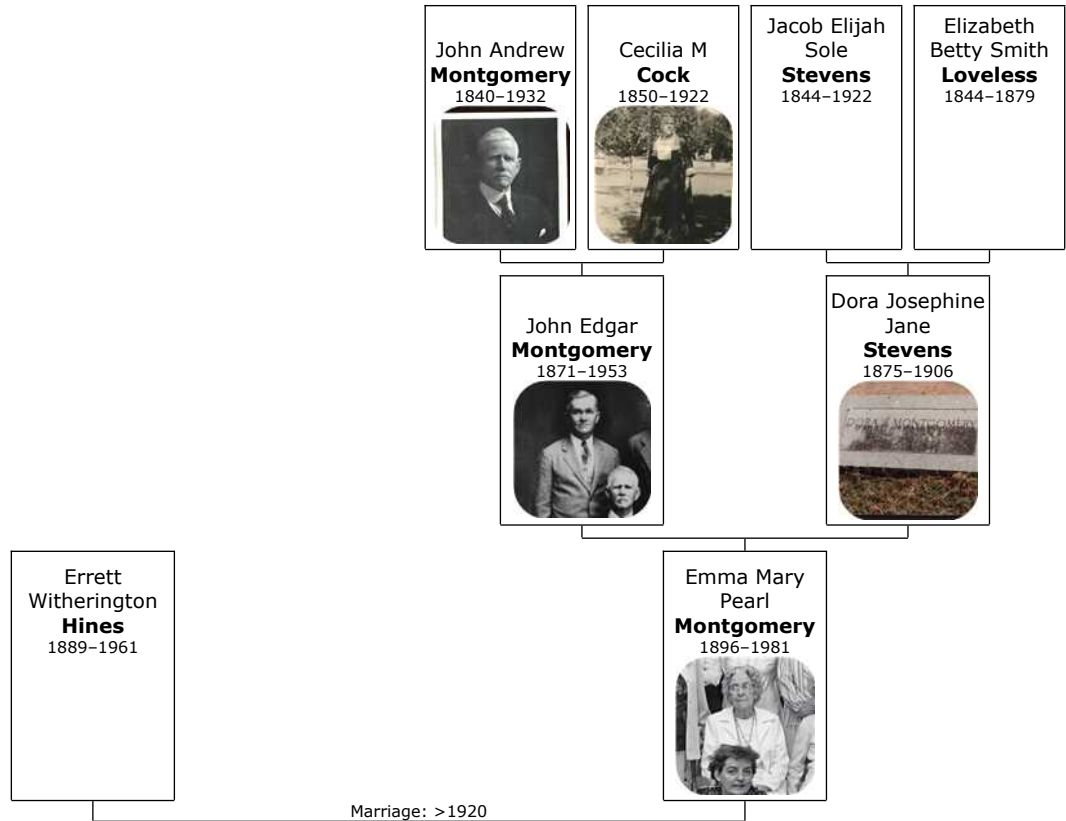 John Andrew
Montgomery
1840–1932
Cecilia M
Cock
1850–1922
Jacob Elijah
Sole
Stevens
1844–1922
Elizabeth
Betty Smith
Loveless
1844–1879
John Edgar
Montgomery
1871–1953
Dora Josephine
Jane
Stevens
1875–1906
DORA J MONTGOMERY
Errett
Witherington
Hines
1889–1961
Emma Mary
Pearl
Montgomery
1896–1981
Marriage: >1920